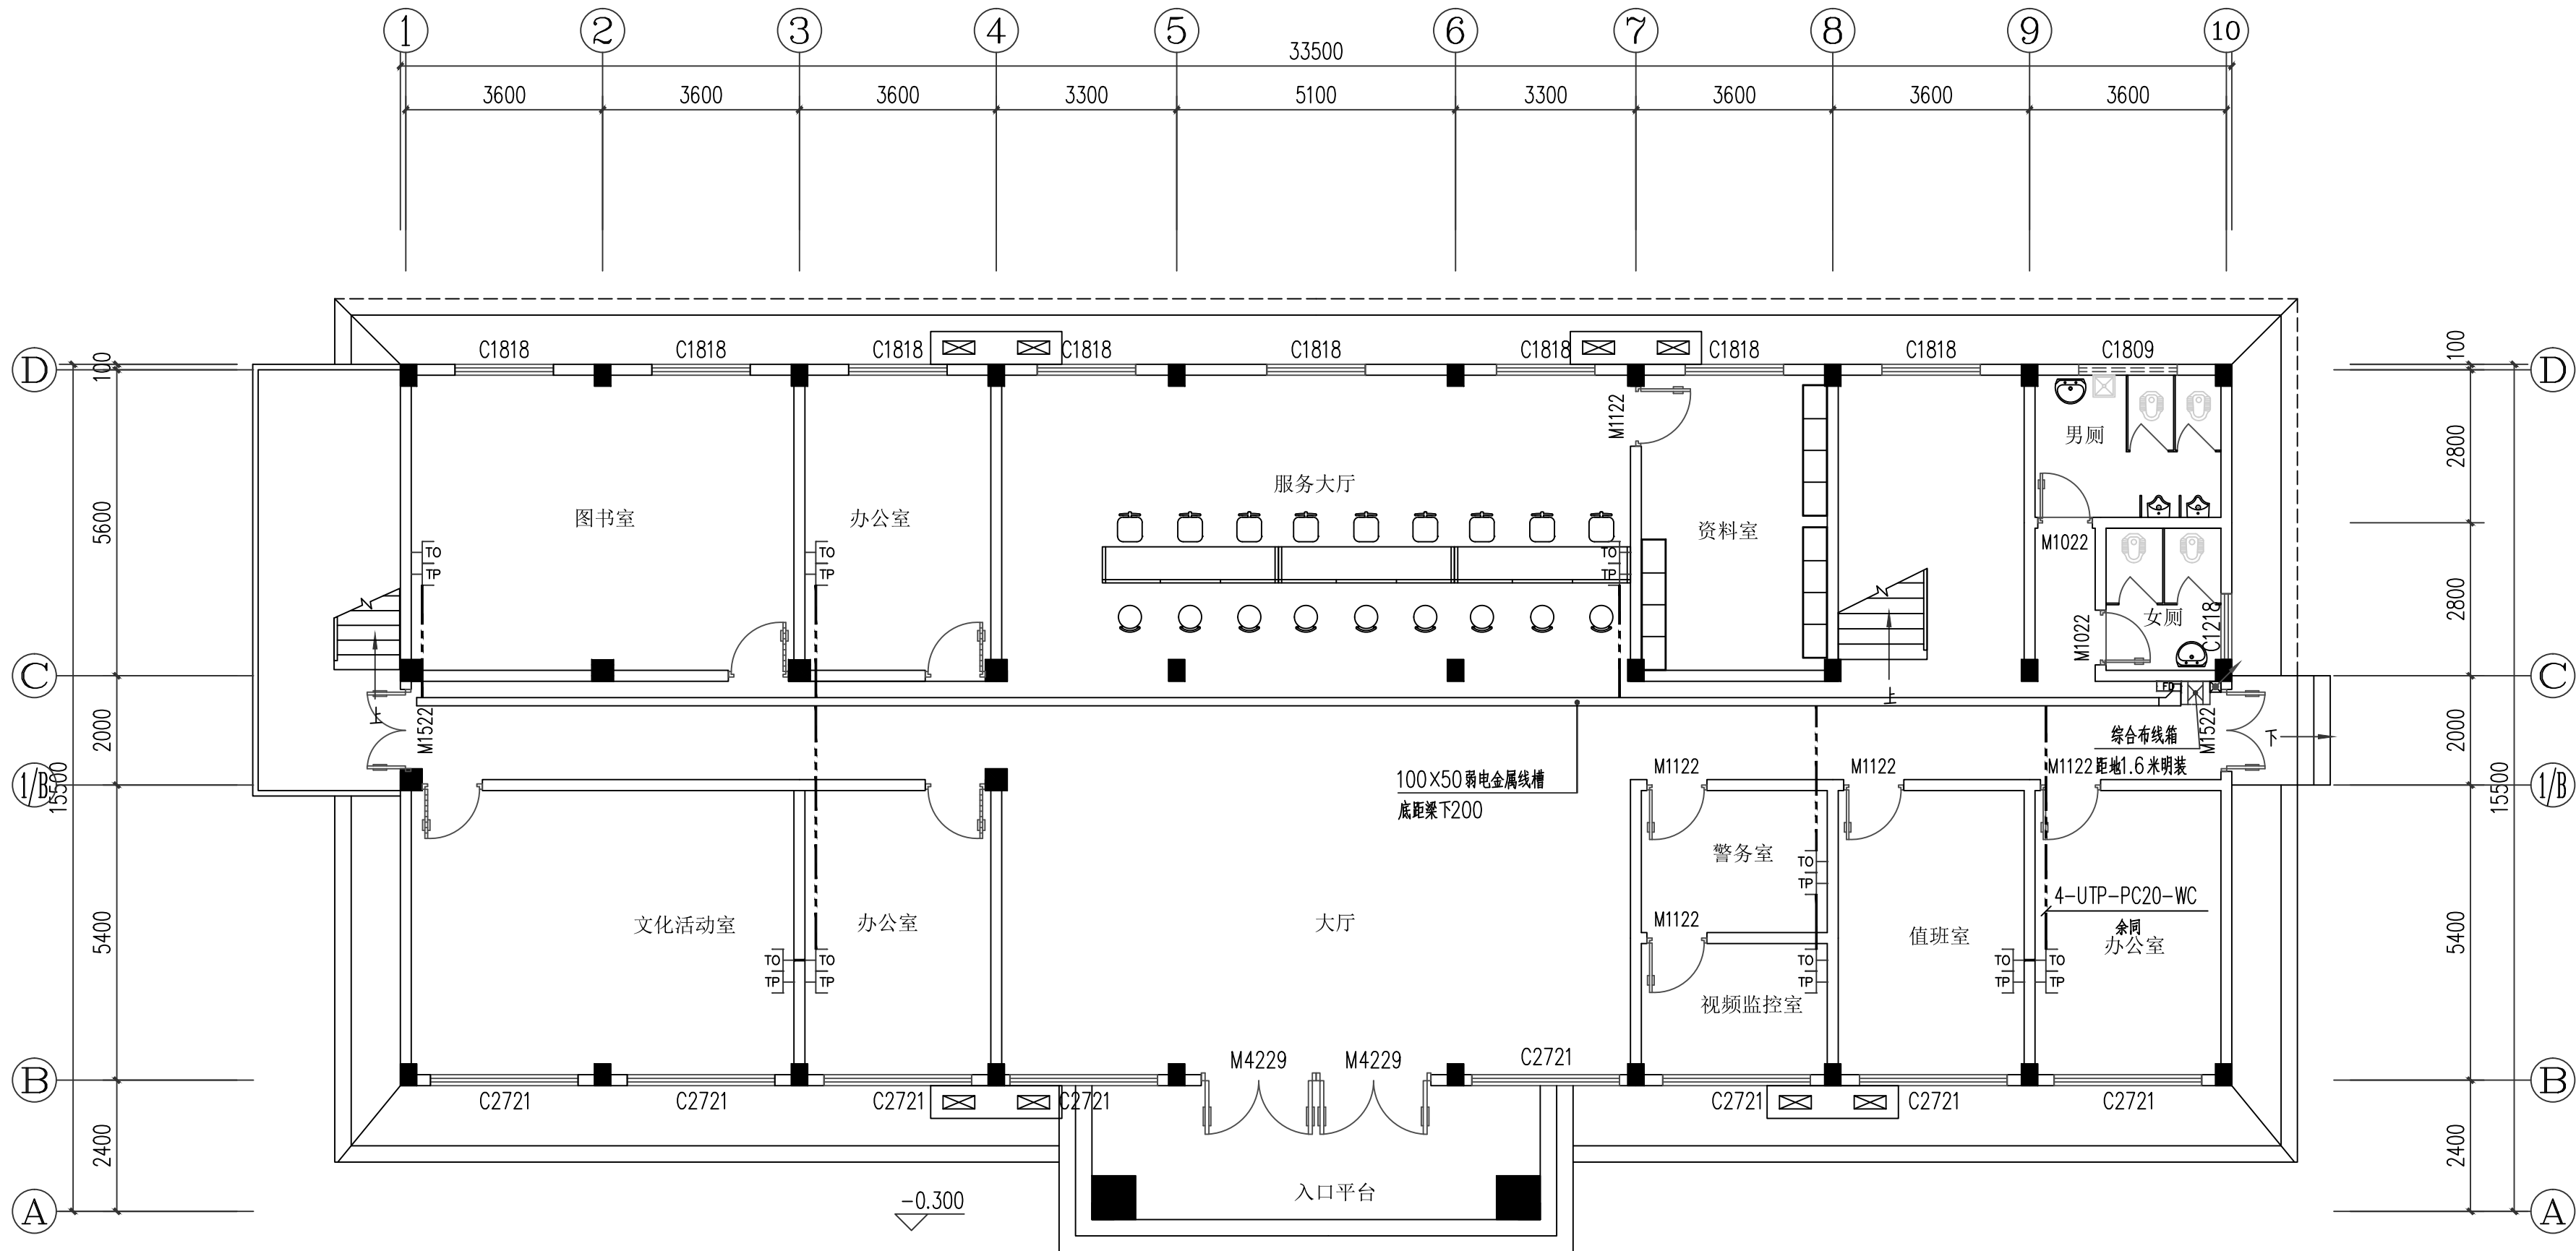 1 2 3 4 5 6 7 8 9 10
33500
3600 3600 3600 3300 5100 3300 3600 3600 3600
C1818 C1818 C1818 C1818 C1818 C1818 C1818 C1818 C1809
D
100
100
D
M1122
男厕
2800
服务大厅
图书室
办公室
资料室
5600
M1022
TO
TP
TO
TP
TO
TP
2800
女厕
C1218
M1022
C
C
FD
上
M1522
上
2000
综合布线箱
距地1.6米明装
M1522
下
2000
100×50弱电金属线槽
底距梁下200
M1122
M1122
M1122
1/B
15500
15500
1/B
警务室
TO
TP
4-UTP-PC20-WC
余同
M1122
5400
文化活动室
办公室
大厅
值班室
办公室
5400
TO
TP
TO
TP
TO
TP
TO
TP
TO
TP
视频监控室
M4229
M4229
C2721
B
B
C2721 C2721 C2721 C2721 C2721 C2721 C2721
2400
2400
入口平台
-0.300
A
A